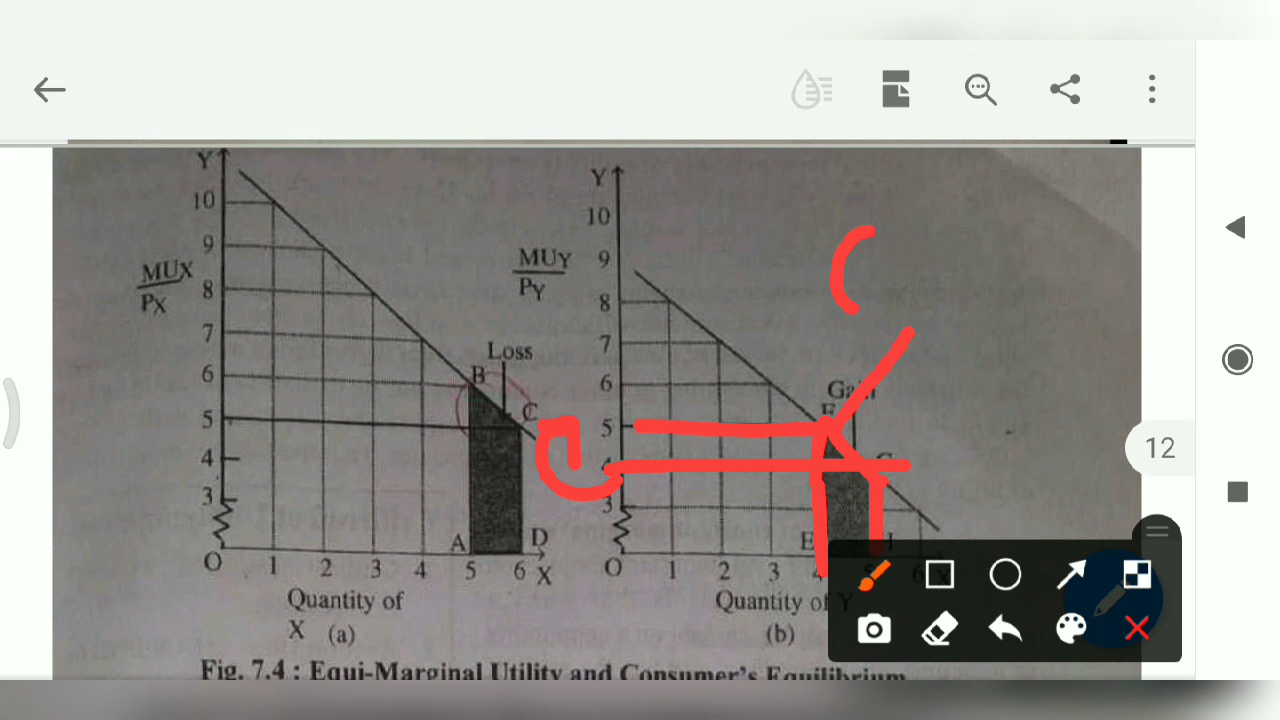 Y
10
9
8
7
6
5
4
3
O
MUX
PX
Loss
B
C
A
D
1 2 3 4 5 6 X
Quantity of
X (a)
Y
10
9
8
7
6
5
3
O
MUY
PY
1 2 3
Quantity of Y
(b)
Fig. 7.4 : Equi-Marginal Utility and Consumer's Equilibrium
12